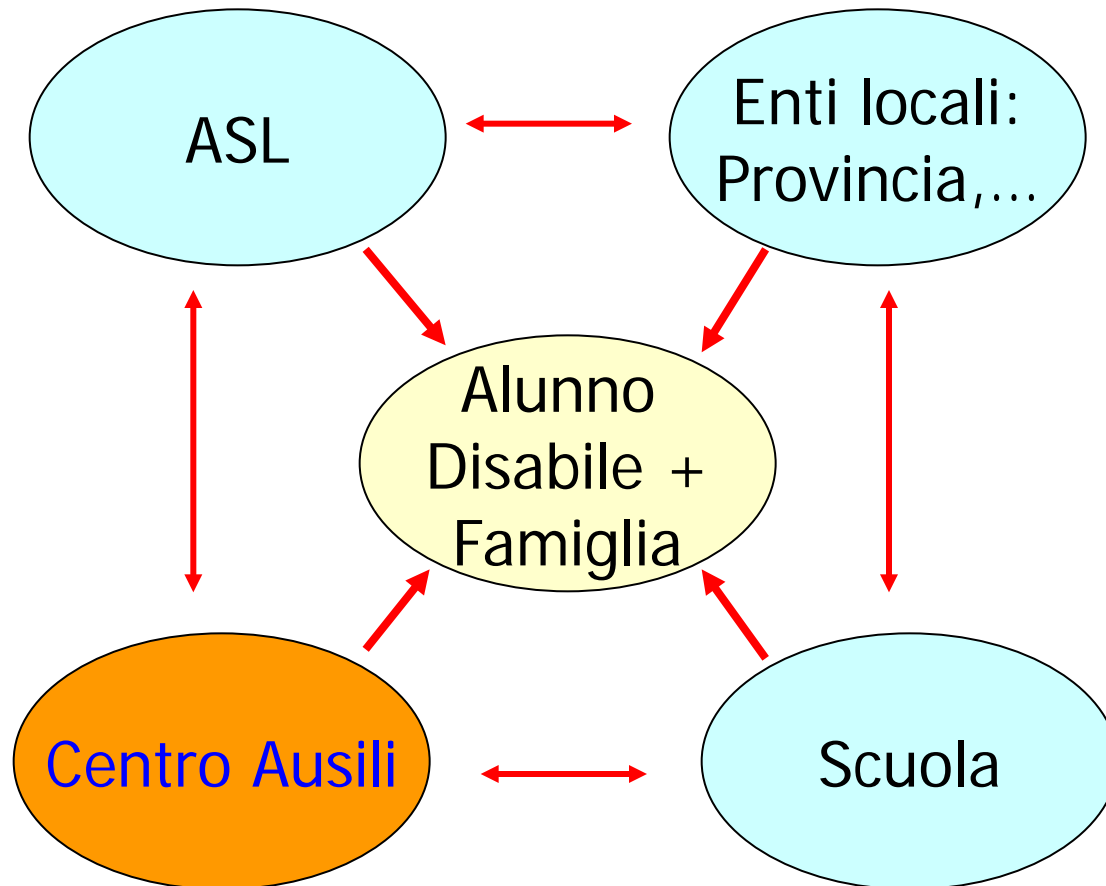 ASL
Enti locali:
Provincia,...
Alunno
Disabile +
Famiglia
Centro Ausili
Scuola